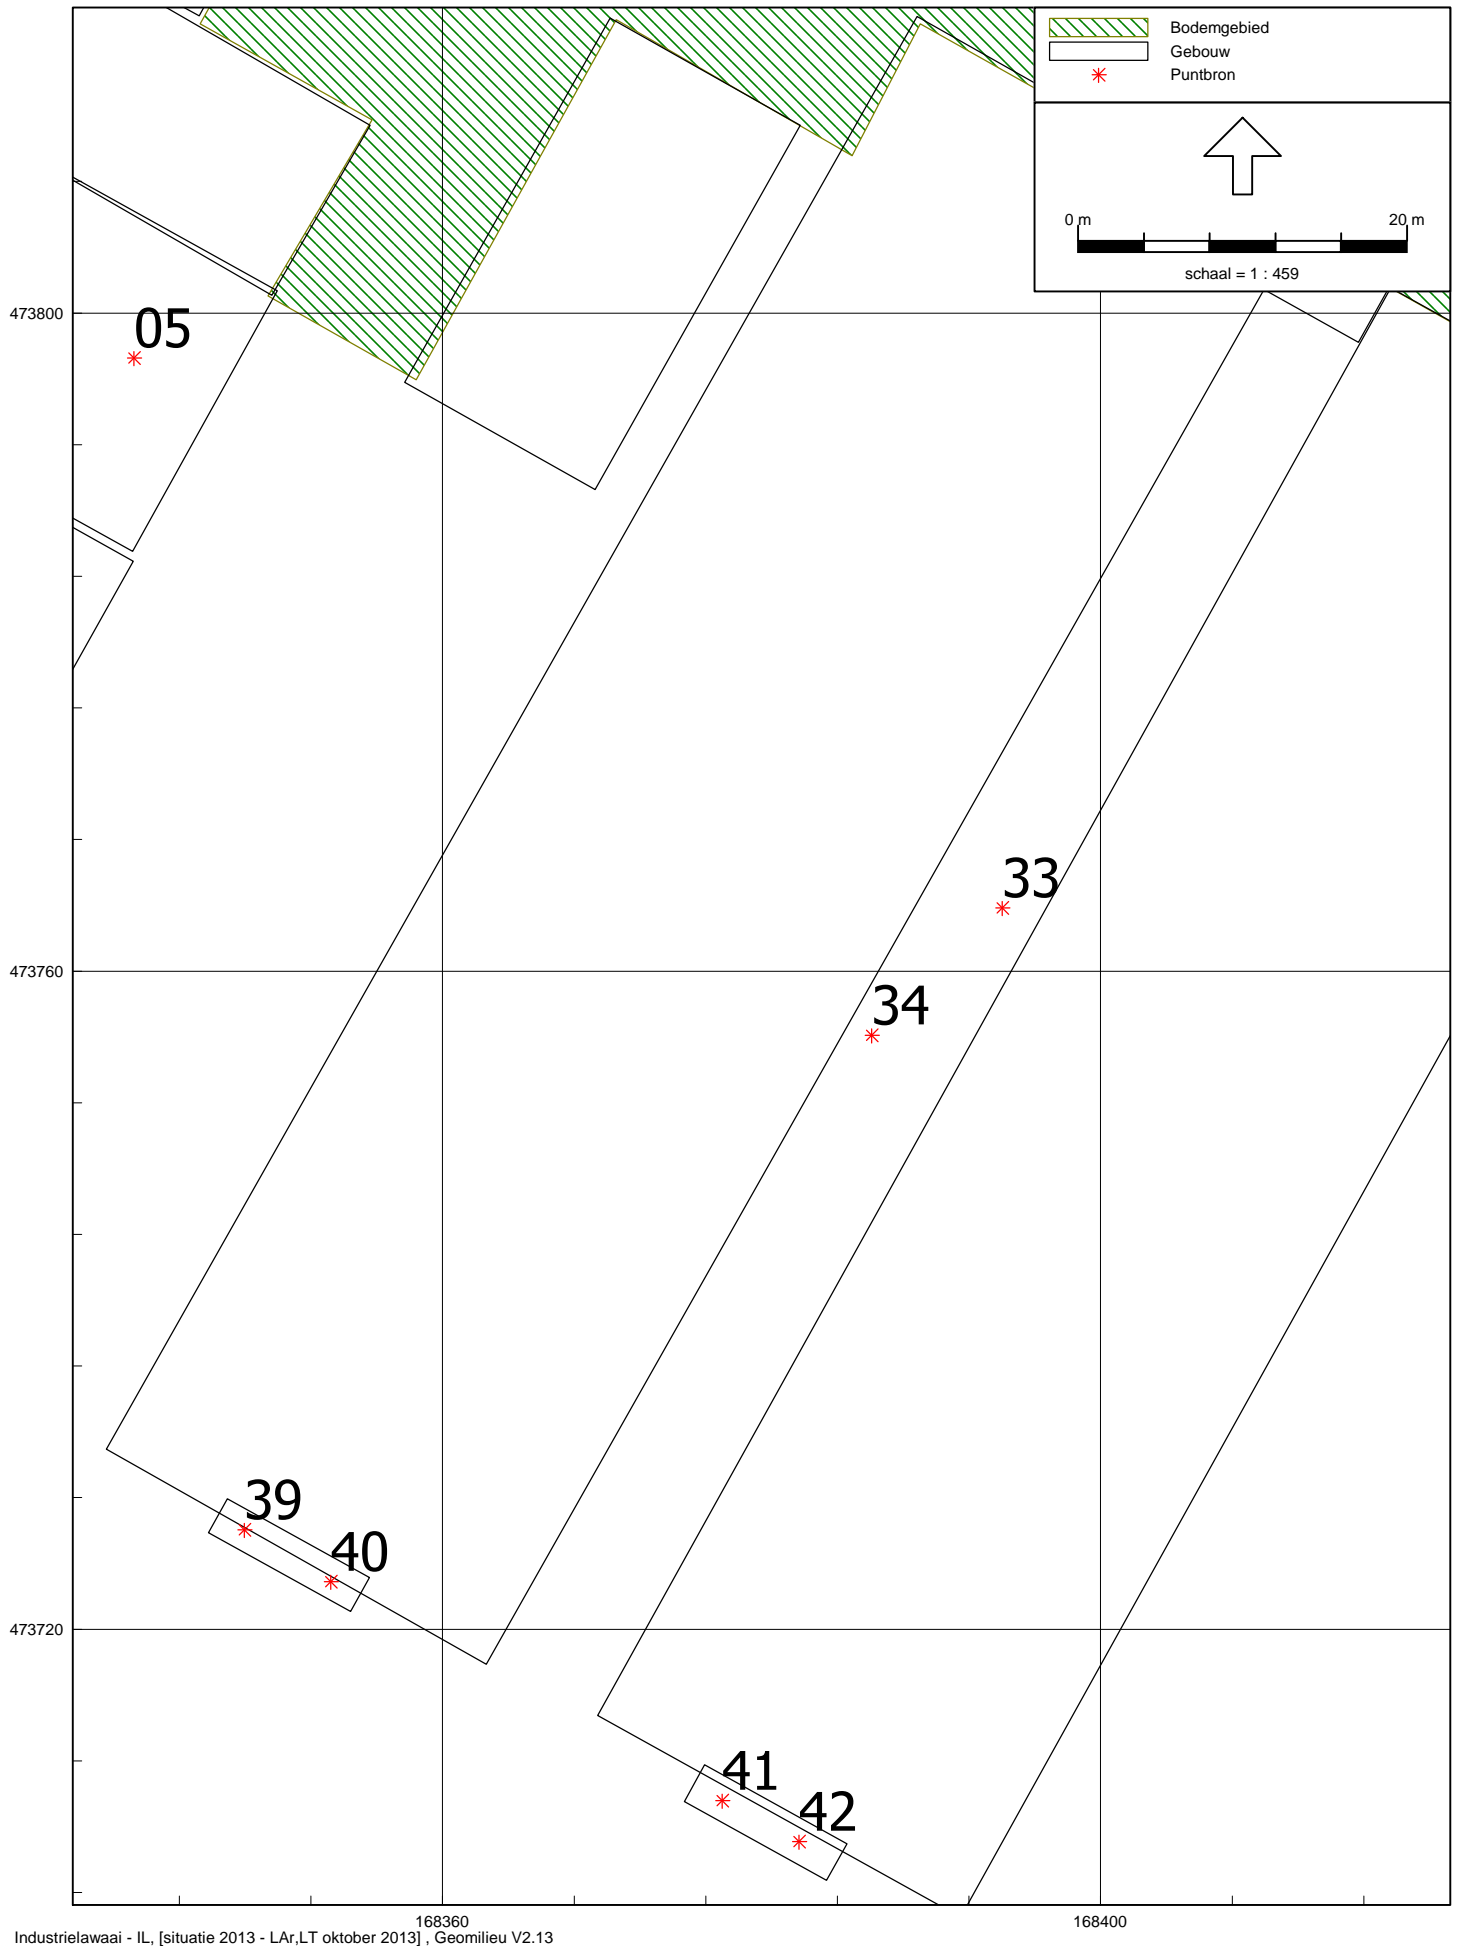 Bodemgebied
Gebouw
Puntbron
0 m 20 m
schaal = 1 : 459
473800
05
33
473760
34
39
40
473720
41
42
168360 168400
Industrielawaai - IL, [situatie 2013 - LAr,LT oktober 2013] , Geomilieu V2.13